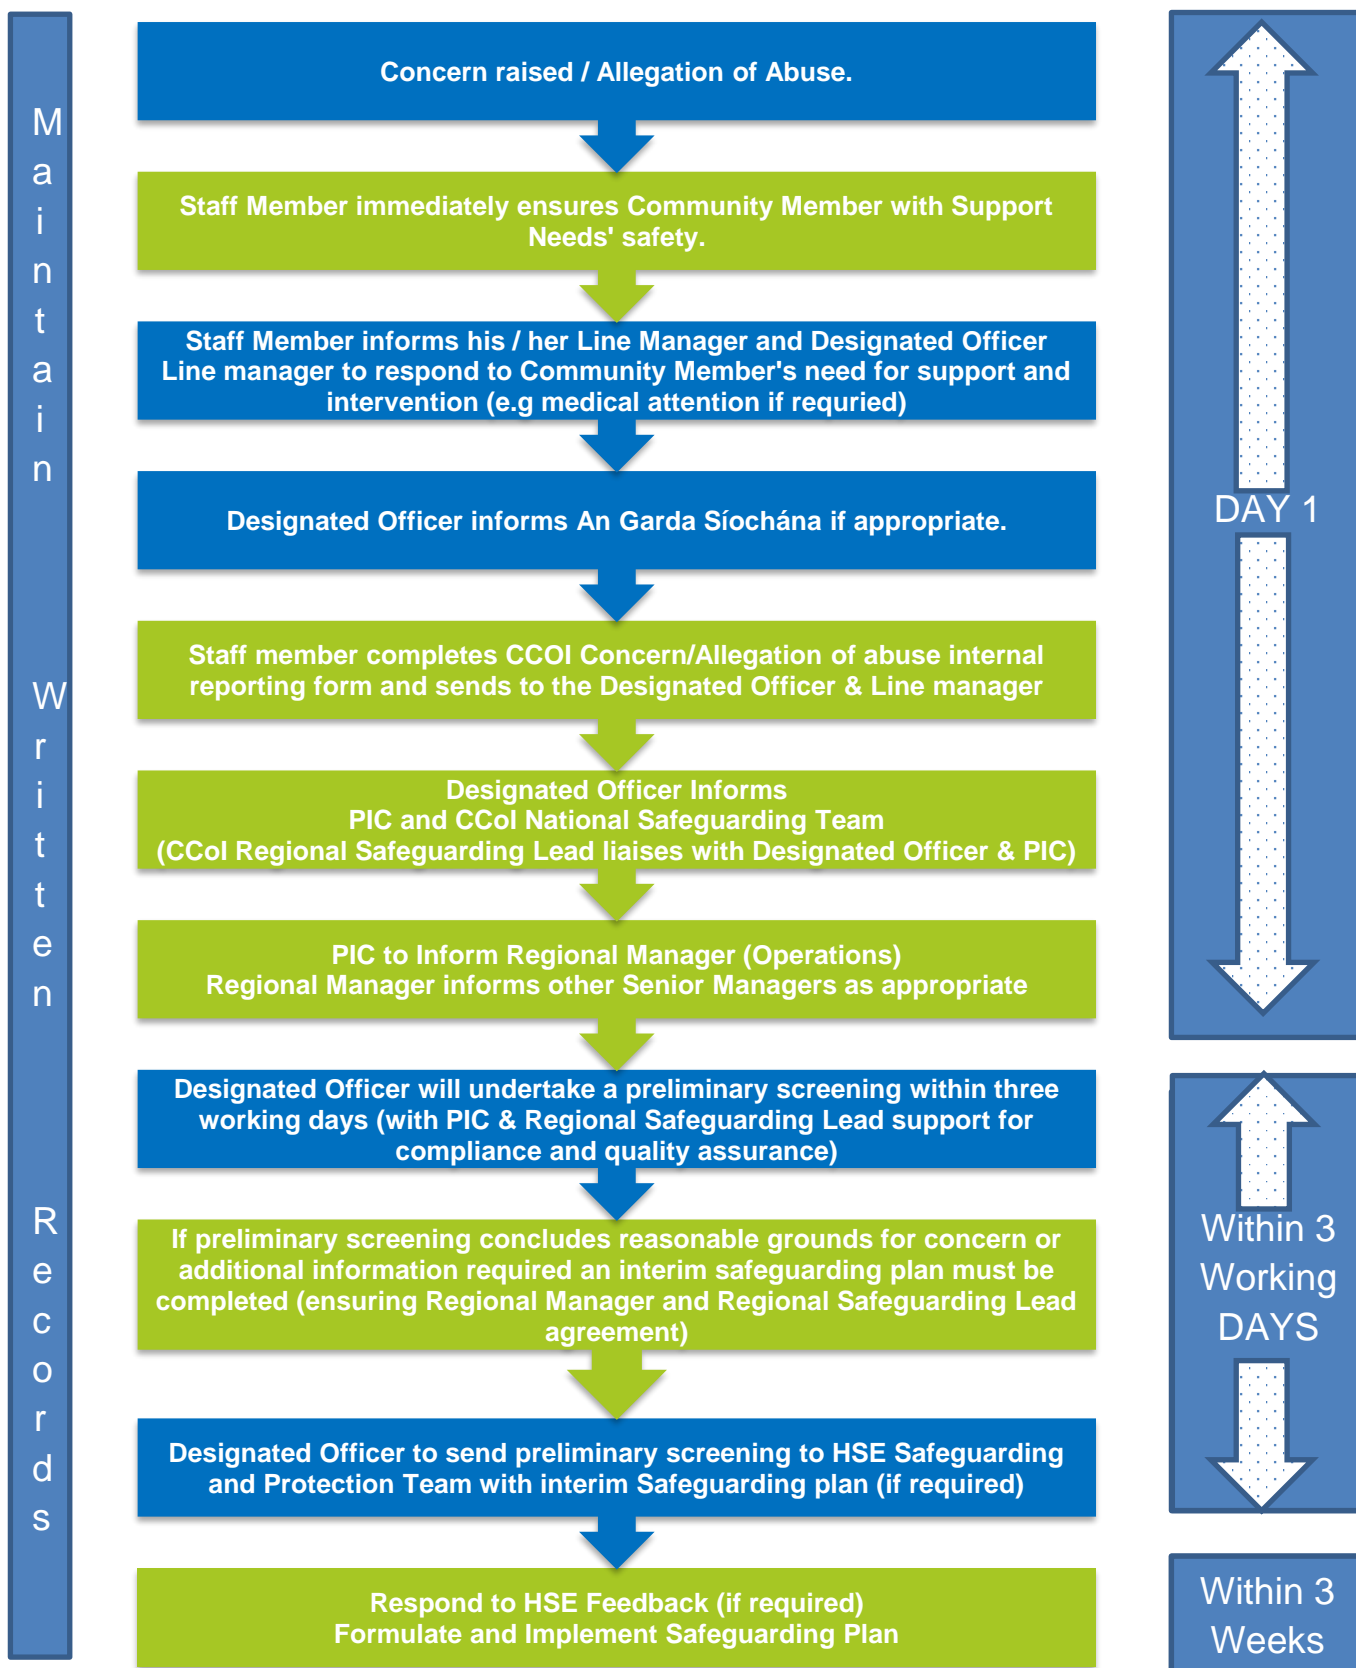 Maintain Written Records
Concern raised / Allegation of Abuse.
Staff Member immediately ensures Community Member with Support
Needs' safety.
Staff Member informs his / her Line Manager and Designated Officer
Line manager to respond to Community Member's need for support and
intervention (e.g medical attention if requried)
Designated Officer informs An Garda Síochána if appropriate.
Staff member completes CCOI Concern/Allegation of abuse internal
reporting form and sends to the Designated Officer & Line manager
Designated Officer Informs
PIC and CCoI National Safeguarding Team
(CCoI Regional Safeguarding Lead liaises with Designated Officer & PIC)
PIC to Inform Regional Manager (Operations)
Regional Manager informs other Senior Managers as appropriate
DAY 1
Designated Officer will undertake a preliminary screening within three
working days (with PIC & Regional Safeguarding Lead support for
compliance and quality assurance)
If preliminary screening concludes reasonable grounds for concern or
additional information required an interim safeguarding plan must be
completed (ensuring Regional Manager and Regional Safeguarding Lead
agreement)
Designated Officer to send preliminary screening to HSE Safeguarding
and Protection Team with interim Safeguarding plan (if required)
Within 3
Working
DAYS
Respond to HSE Feedback (if required)
Formulate and Implement Safeguarding Plan
Within 3
Weeks